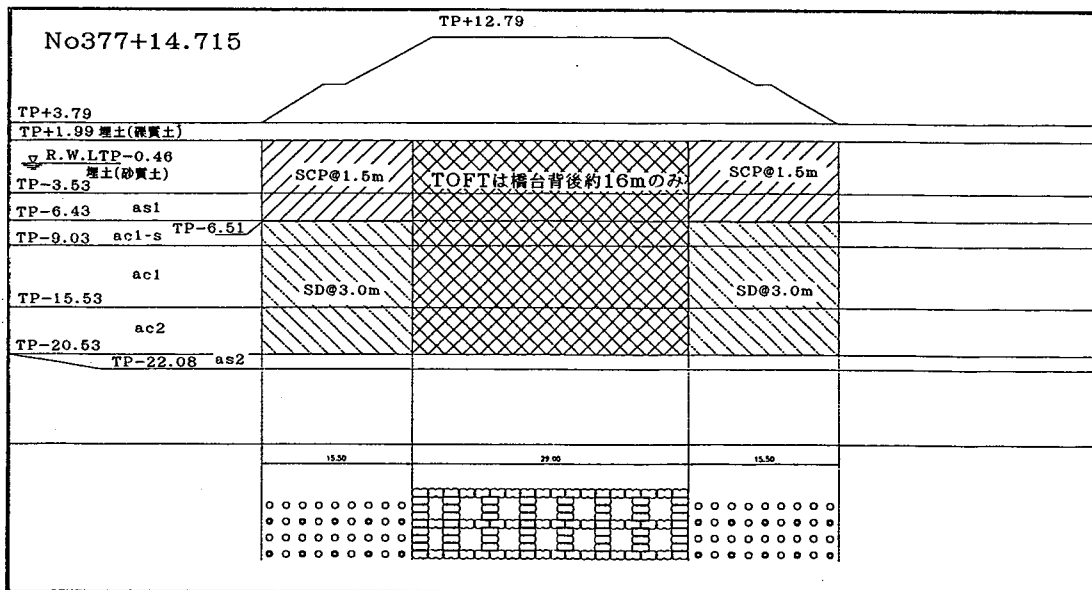 TP+12.79
No377+14.715
TP+3.79
TP+1.99 埋土(礫質土)
R.W.L TP-0.46
埋土(砂質土)
TP-3.53
SCP@1.5m
TOFTは橋台背後約16mのみ
SCP@1.5m
TP-6.43 as1
TP-6.51
TP-9.03 ac1-s
ac1
SD@3.0m
SD@3.0m
TP-15.53
ac2
TP-20.53
TP-22.08 as2
15.50
29.00
15.50